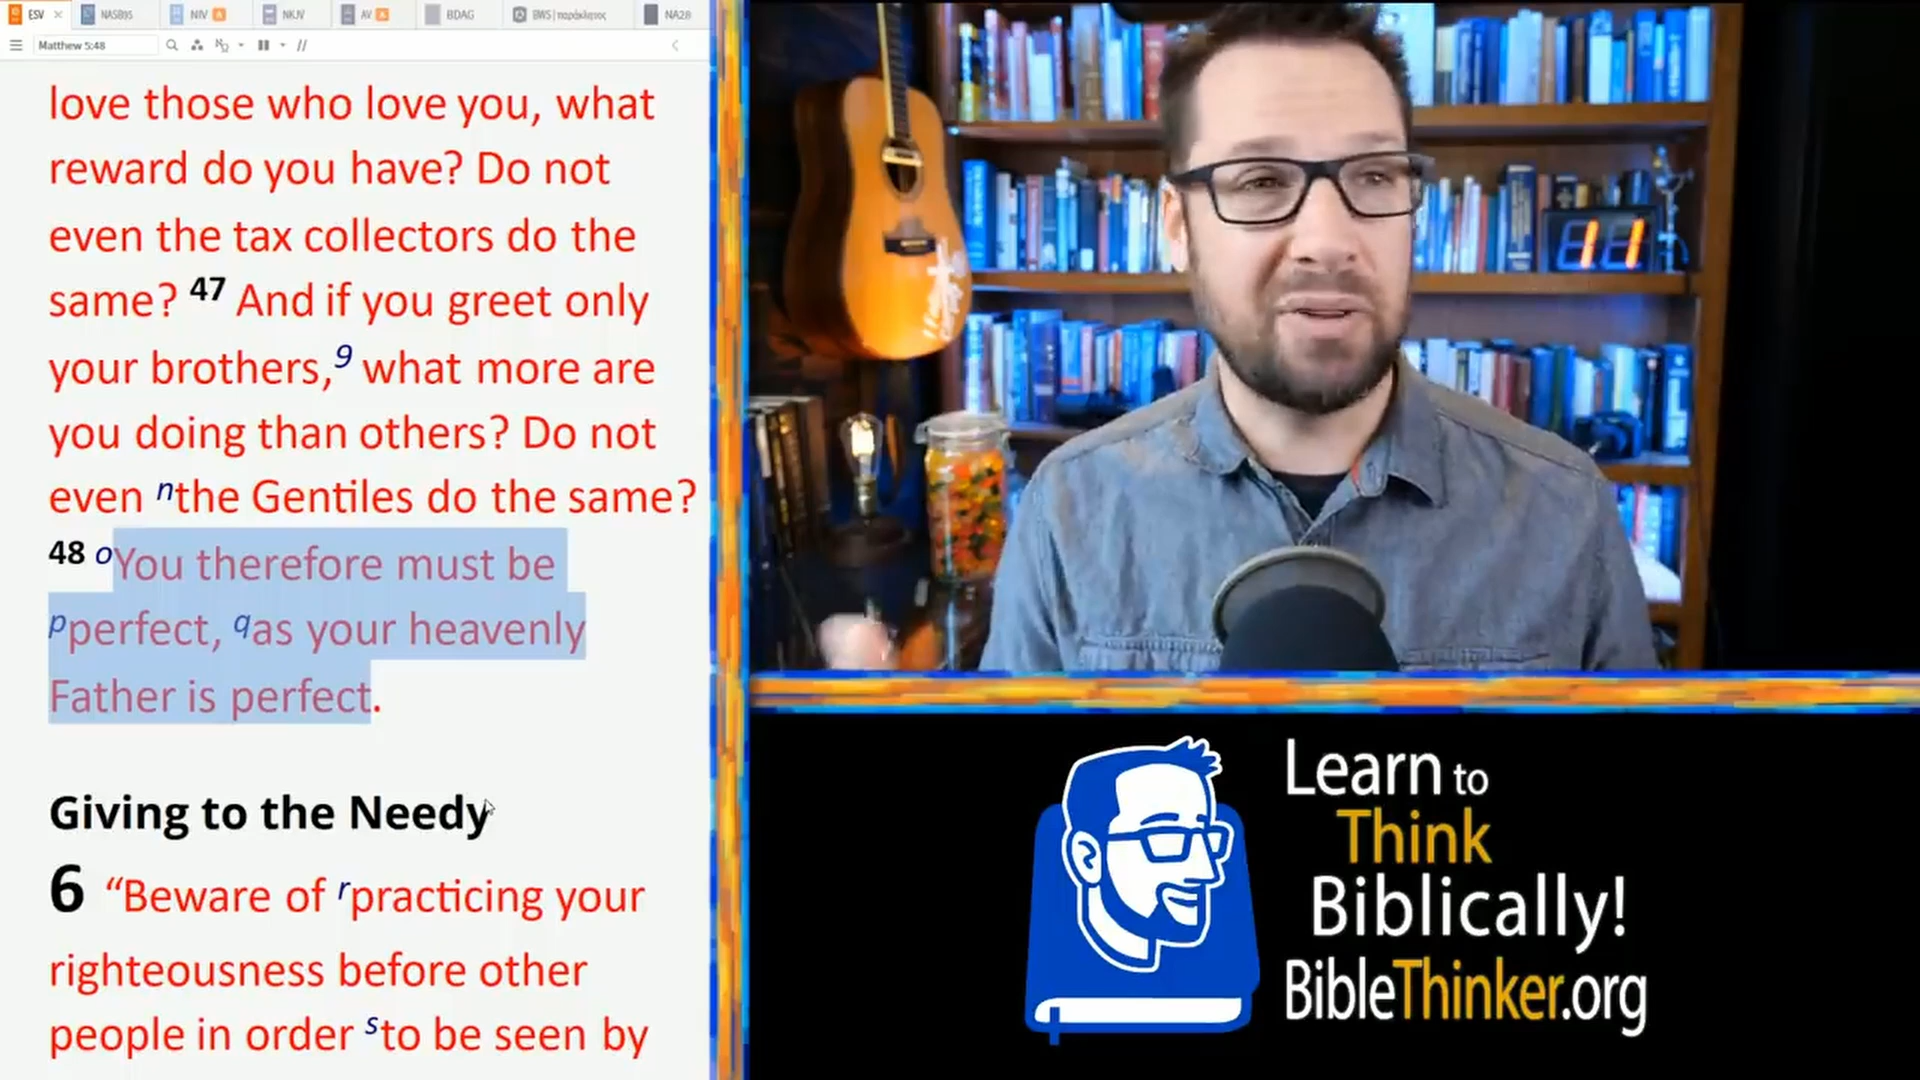 ESV
NASB95
NIV
NKJV
AV
BDAG
BWS | παράκλητος
NA28
Matthew 5:48
love those who love you, what
reward do you have? Do not
even the tax collectors do the
same? 47 And if you greet only
your brothers,9 what more are
you doing than others? Do not
even nthe Gentiles do the same?
48 oYou therefore must be
pperfect, qas your heavenly
Father is perfect.
Giving to the Needy
6 “Beware of rpracticing your
righteousness before other
people in order sto be seen by
11
Learn to
Think
Biblically!
BibleThinker.org